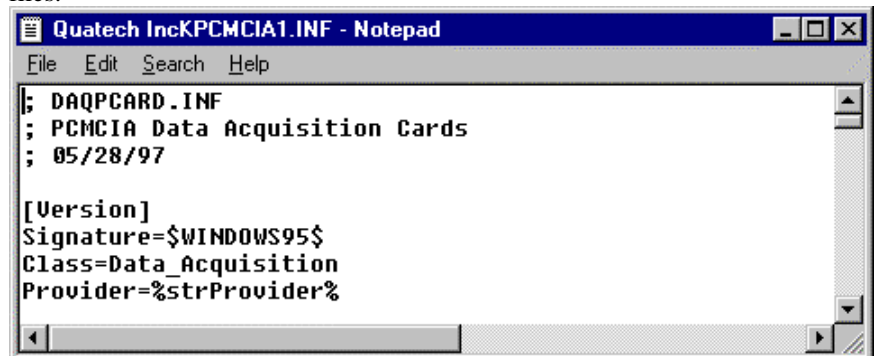 files.
Quatech IncKPCMCIA1.INF - Notepad
File Edit Search Help
; DAQPCARD.INF
; PCMCIA Data Acquisition Cards
; 05/28/97
[Version]
Signature=$WINDOWS95$
Class=Data_Acquisition
Provider=%strProvider%